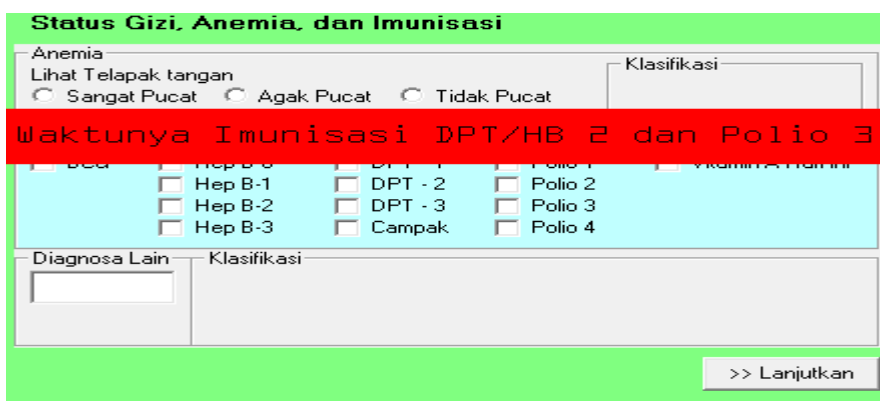 Status Gizi, Anemia, dan Imunisasi
Anemia
Klasifikasi
Lihat Telapak tangan
Sangat Pucat Agak Pucat Tidak Pucat
Waktunya Imunisasi DPT/HB 2 dan Polio 3
Hep B-1 DPT - 2 Polio 2
Hep B-2 DPT - 3 Polio 3
Hep B-3 Campak Polio 4
Diagnosa Lain Klasifikasi
>> Lanjutkan